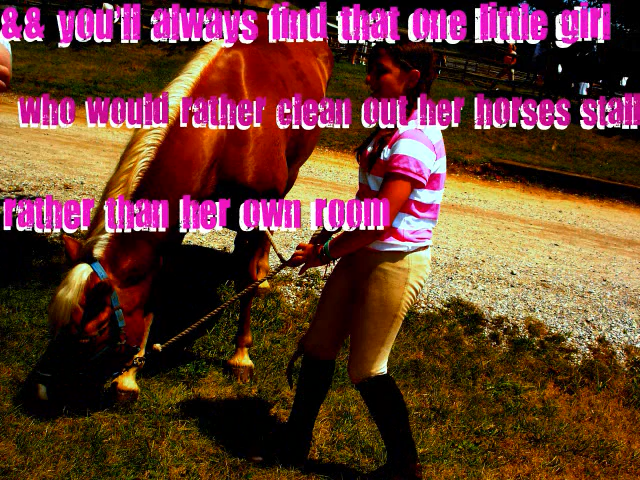 && you'll always find that one little girl
who would rather clean out her horses stall
rather than her own room